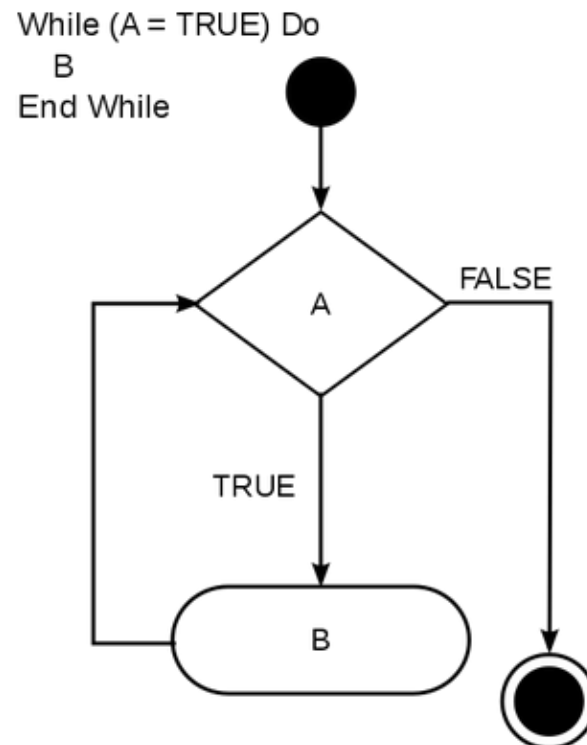 While (A = TRUE) Do
B
End While
A
FALSE
TRUE
B